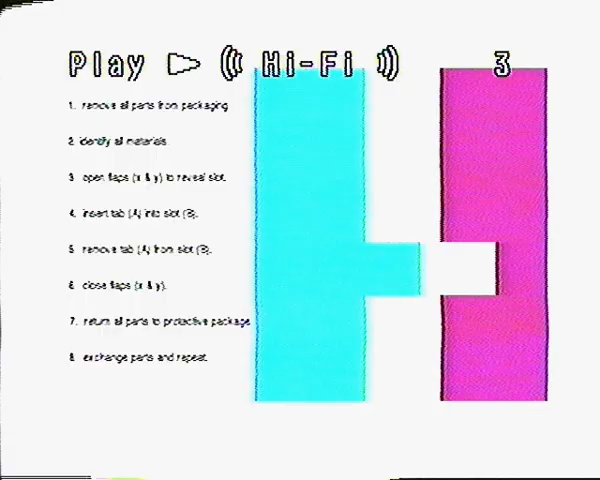 Play Hi-Fi 3
1. remove all parts from packaging
2. identify all materials.
3. open flaps (x & y) to reveal slot.
4. insert tab (A) into slot (B).
5. remove tab (A) from slot (B).
6. close flaps (x & y).
7. return all parts to protective package
8. exchange parts and repeat.